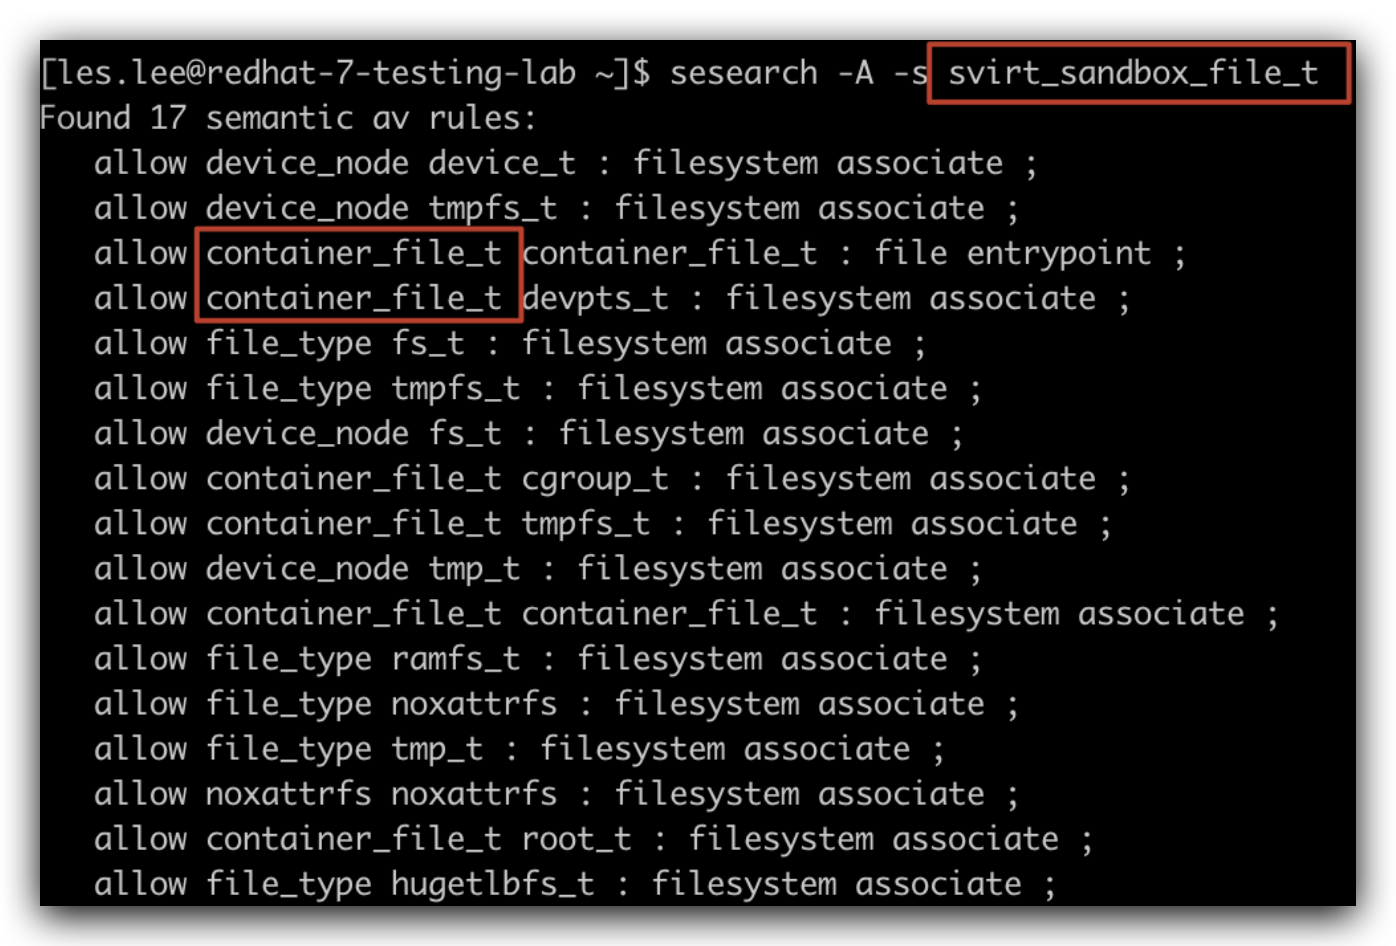 [les.lee@redhat-7-testing-lab ~]$ sesearch -A -s svirt_sandbox_file_t
Found 17 semantic av rules:
   allow device_node device_t : filesystem associate ;
   allow device_node tmpfs_t : filesystem associate ;
   allow container_file_t container_file_t : file entrypoint ;
   allow container_file_t devpts_t : filesystem associate ;
   allow file_type fs_t : filesystem associate ;
   allow file_type tmpfs_t : filesystem associate ;
   allow device_node fs_t : filesystem associate ;
   allow container_file_t cgroup_t : filesystem associate ;
   allow container_file_t tmpfs_t : filesystem associate ;
   allow device_node tmp_t : filesystem associate ;
   allow container_file_t container_file_t : filesystem associate ;
   allow file_type ramfs_t : filesystem associate ;
   allow file_type noxattrfs : filesystem associate ;
   allow file_type tmp_t : filesystem associate ;
   allow noxattrfs noxattrfs : filesystem associate ;
   allow container_file_t root_t : filesystem associate ;
   allow file_type hugetlbfs_t : filesystem associate ;